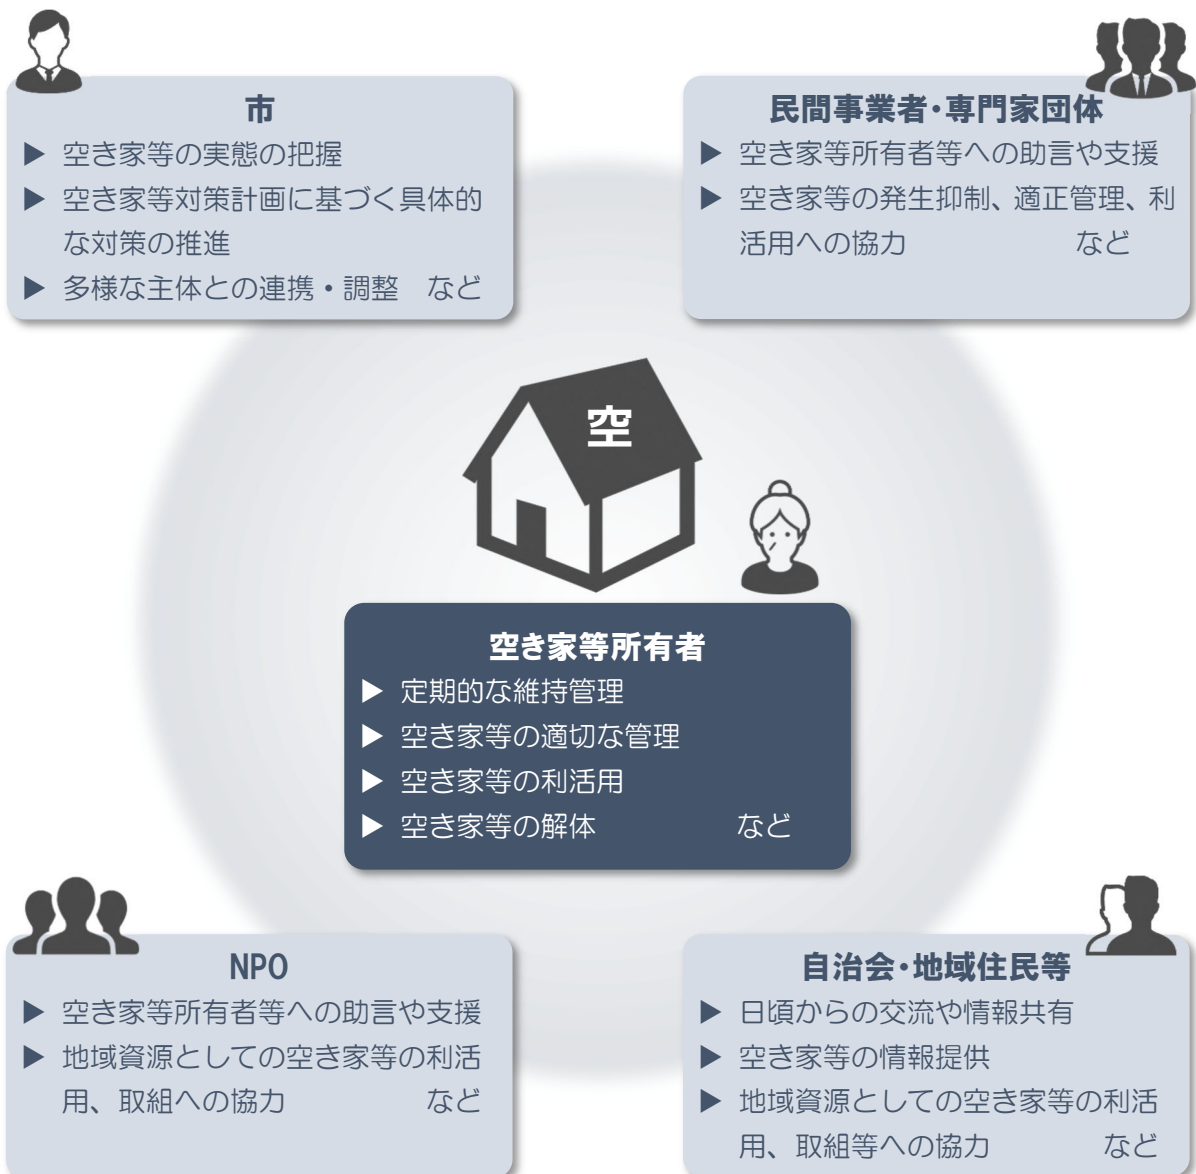 市
▶ 空き家等の実態の把握
▶ 空き家等対策計画に基づく具体的
な対策の推進
▶ 多様な主体との連携・調整 など
民間事業者・専門家団体
▶ 空き家等所有者等への助言や支援
▶ 空き家等の発生抑制、適正管理、利
活用への協力 など
空
空き家等所有者
▶ 定期的な維持管理
▶ 空き家等の適切な管理
▶ 空き家等の利活用
▶ 空き家等の解体 など
NPO
▶ 空き家等所有者等への助言や支援
▶ 地域資源としての空き家等の利活
用、取組への協力 など
自治会・地域住民等
▶ 日頃からの交流や情報共有
▶ 空き家等の情報提供
▶ 地域資源としての空き家等の利活
用、取組等への協力 など